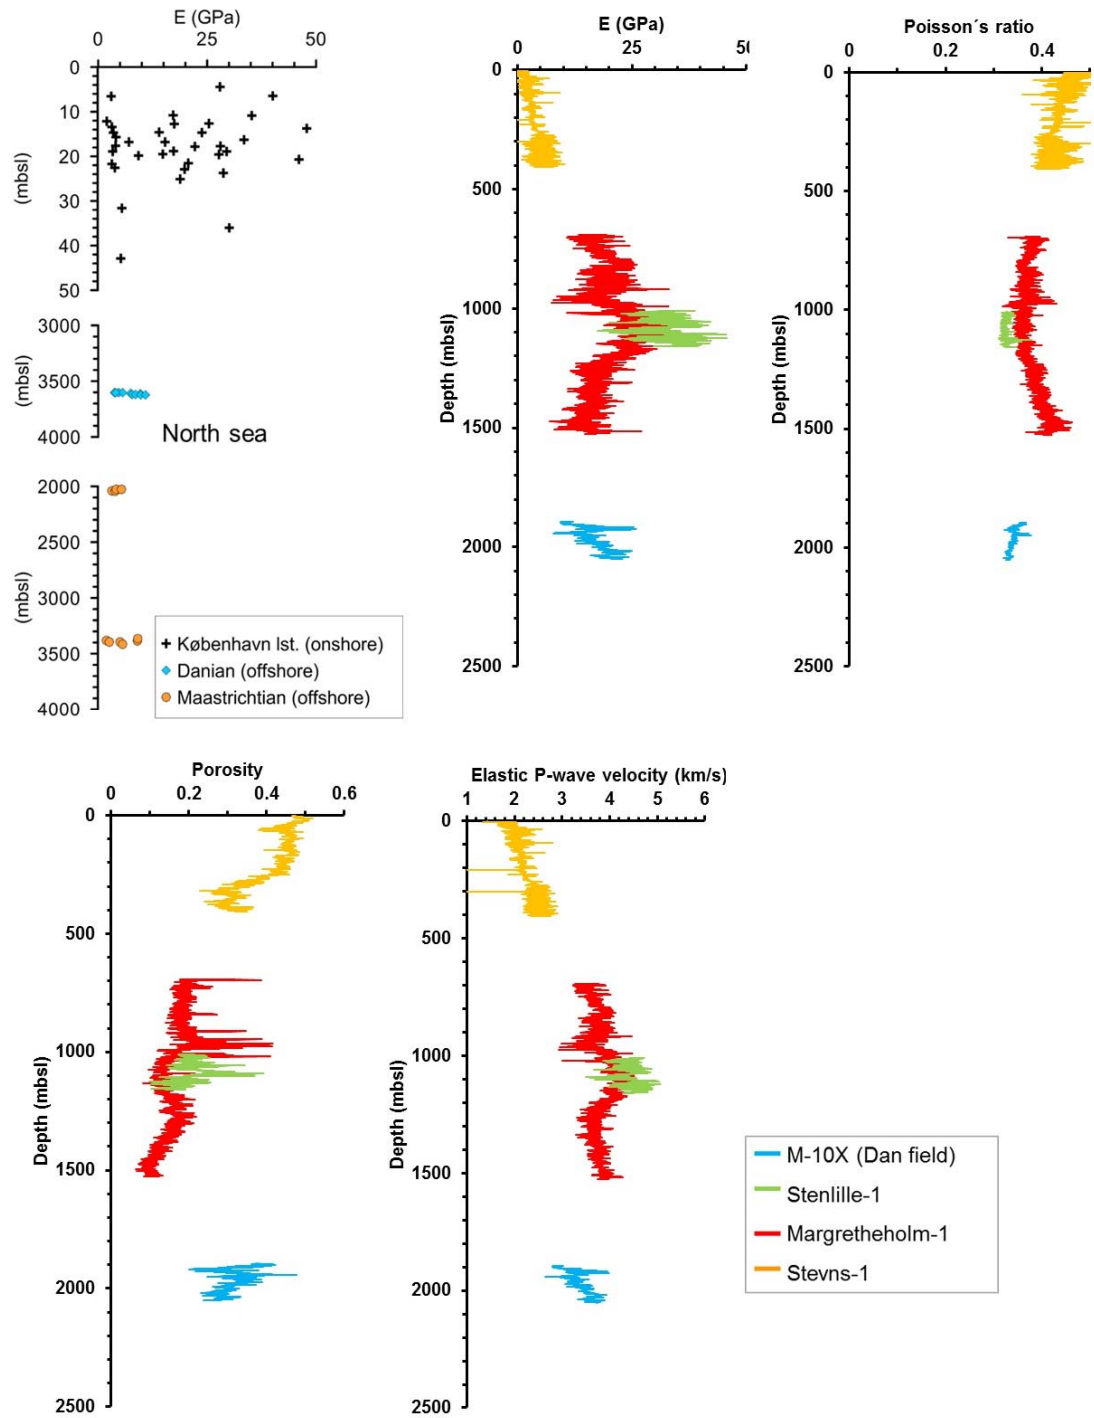 E (GPa)
0 25 50
0
10
20
30
40
50
(mbsl)
3000
3500
4000
(mbsl)
North sea
2000
2500
3000
3500
4000
(mbsl)
København lst. (onshore)
Danian (offshore)
Maastrichtian (offshore)
E (GPa)
0 25 50
0
500
1000
1500
2000
2500
Depth (mbsl)
Poisson´s ratio
0 0.2 0.4
0
500
1000
1500
2000
2500
Depth (mbsl)
Porosity
0 0.2 0.4 0.6
0
500
1000
1500
2000
2500
Depth (mbsl)
Elastic P-wave velocity (km/s)
1 2 3 4 5 6
0
500
1000
1500
2000
2500
Depth (mbsl)
M-10X (Dan field)
Stenlille-1
Margretheholm-1
Stevns-1